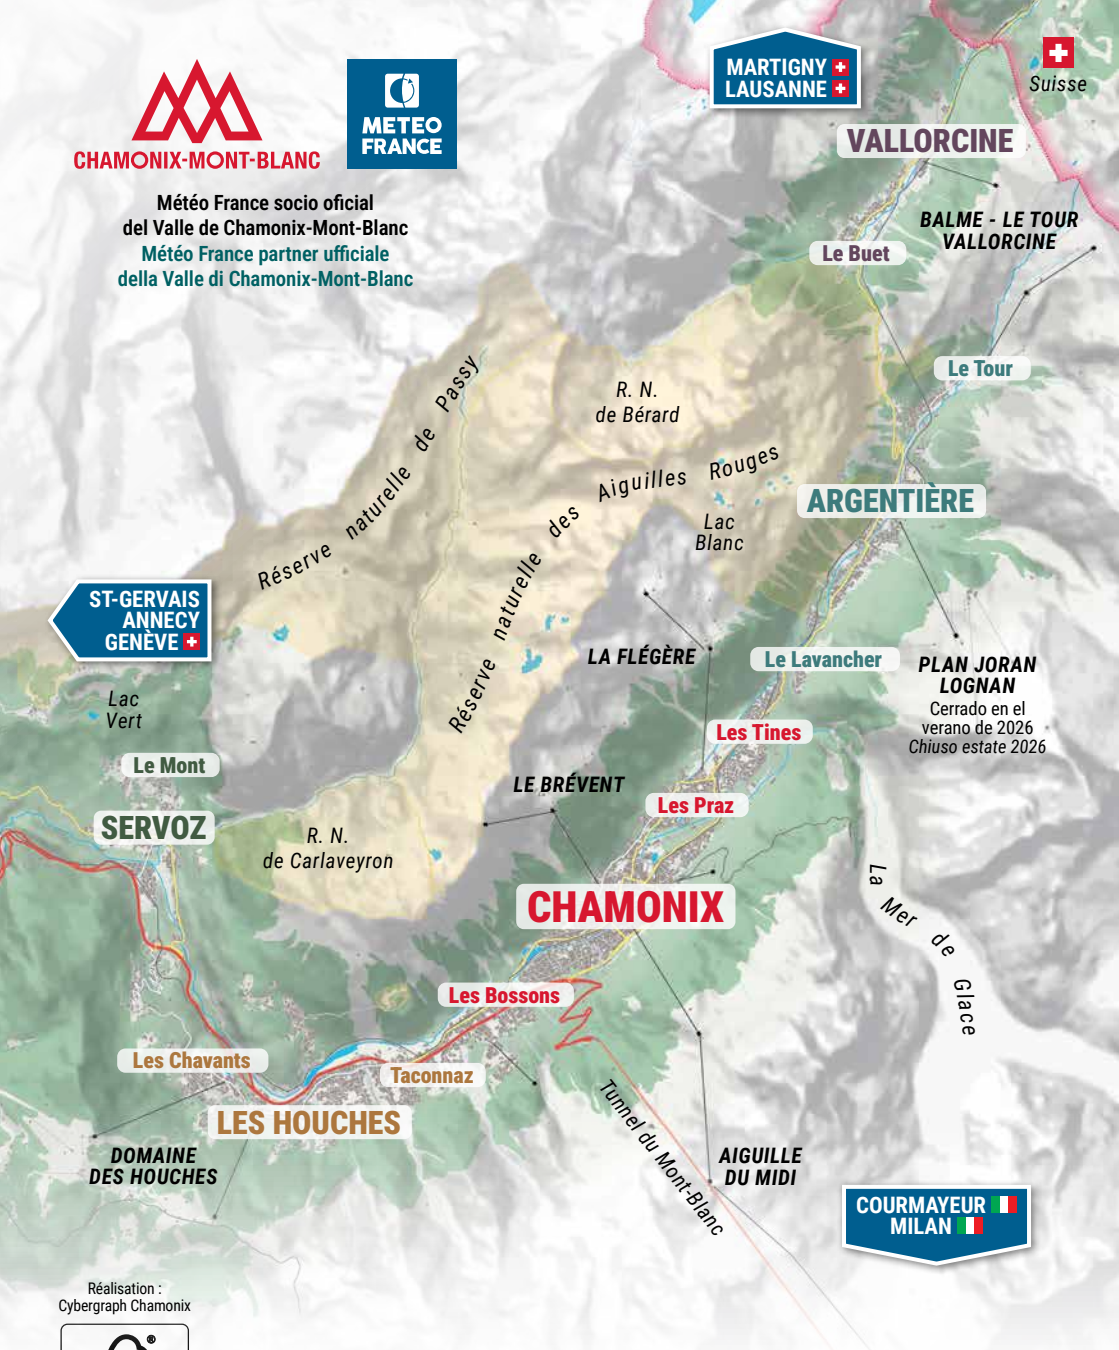 MARTIGNY
LAUSANNE
Suisse
CHAMONIX-MONT-BLANC
METEO
FRANCE
VALLORCINE
Météo France socio oficial
del Valle de Chamonix-Mont-Blanc
Météo France partner ufficiale
della Valle di Chamonix-Mont-Blanc
BALME - LE TOUR
VALLORCINE
Le Buet
Le Tour
Réserve naturelle de Passy
R. N.
de Bérard
Réserve naturelle des Aiguilles Rouges
ARGENTIÈRE
Lac
Blanc
ST-GERVAIS
ANNECY
GENÈVE
LA FLÉGÈRE
Le Lavancher
PLAN JORAN
LOGNAN
Cerrado en el
verano de 2026
Chiuso estate 2026
Lac
Vert
Les Tines
Le Mont
LE BRÉVENT
Les Praz
SERVOZ
R. N.
de Carlaveyron
La Mer de Glace
CHAMONIX
Les Bossons
Les Chavants
Taconnaz
LES HOUCHES
Tunnel du Mont-Blanc
DOMAINE
DES HOUCHES
AIGUILLE
DU MIDI
COURMAYEUR
MILAN
Réalisation :
Cybergraph Chamonix
®